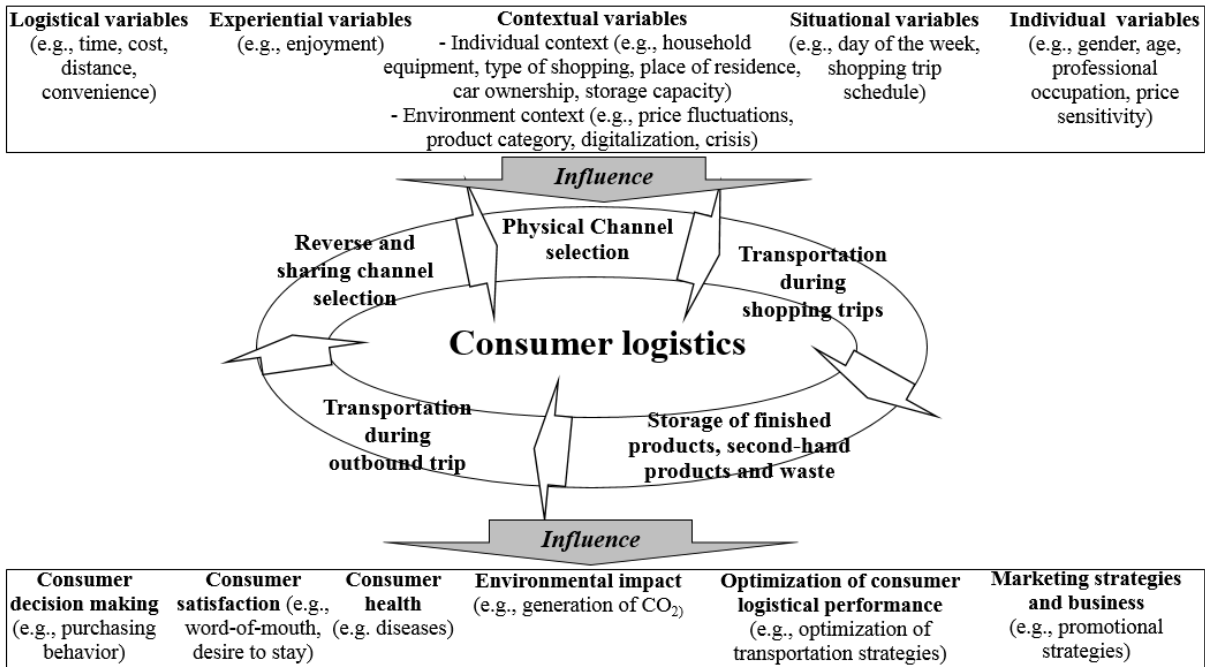 Logistical variables
(e.g., time, cost,
distance,
convenience)
Experiential variables
(e.g., enjoyment)
Contextual variables
- Individual context (e.g., household
equipment, type of shopping, place of residence,
car ownership, storage capacity)
- Environment context (e.g., price fluctuations,
product category, digitalization, crisis)
Situational variables
(e.g., day of the week,
shopping trip
schedule)
Individual variables
(e.g., gender, age,
professional
occupation, price
sensitivity)
Influence
Physical Channel
selection
Reverse and
sharing channel
selection
Transportation
during
shopping trips
Consumer logistics
Transportation
during
outbound trip
Storage of finished
products, second-hand
products and waste
Influence
Consumer
decision making
(e.g., purchasing
behavior)
Consumer
satisfaction (e.g.,
word-of-mouth,
desire to stay)
Consumer
health
(e.g. diseases)
Environmental impact
(e.g., generation of CO₂)
Optimization of consumer
logistical performance
(e.g., optimization of
transportation strategies)
Marketing strategies
and business
(e.g., promotional
strategies)